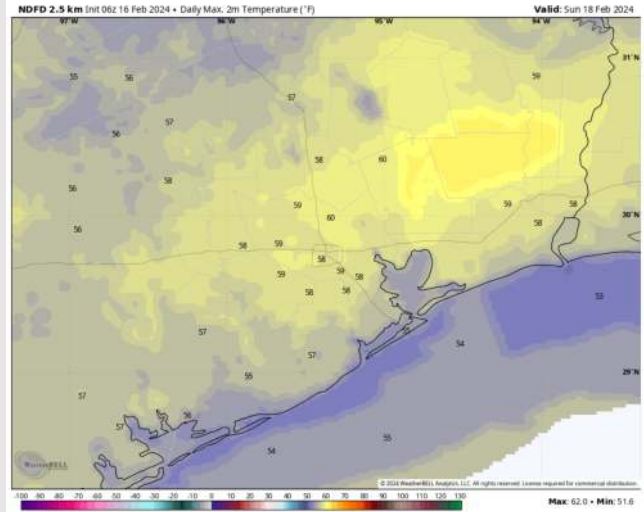 NDFD 2.5 km Init 06z 16 Feb 2024 • Daily Max. 2m Temperature (°F)
Valid: Sun 18 Feb 2024
97°W 96°W 95°W 94°W
31°N
55 56 59
57
56 57
58 60
56 58
59 59 58
60 30°N
56 58
58 59
58
59 59 58
58 58
53
57
54
57
55 29°N
57
57 56
54 55
WeatherBELL
© 2024 WeatherBELL Analytics, LLC. All rights reserved. License required for commercial distribution.
-100 -90 -80 -70 -60 -50 -40 -30 -20 -10 0 10 20 30 40 50 60 70 80 90 100 110 120 130
Max: 62.0 • Min: 51.6